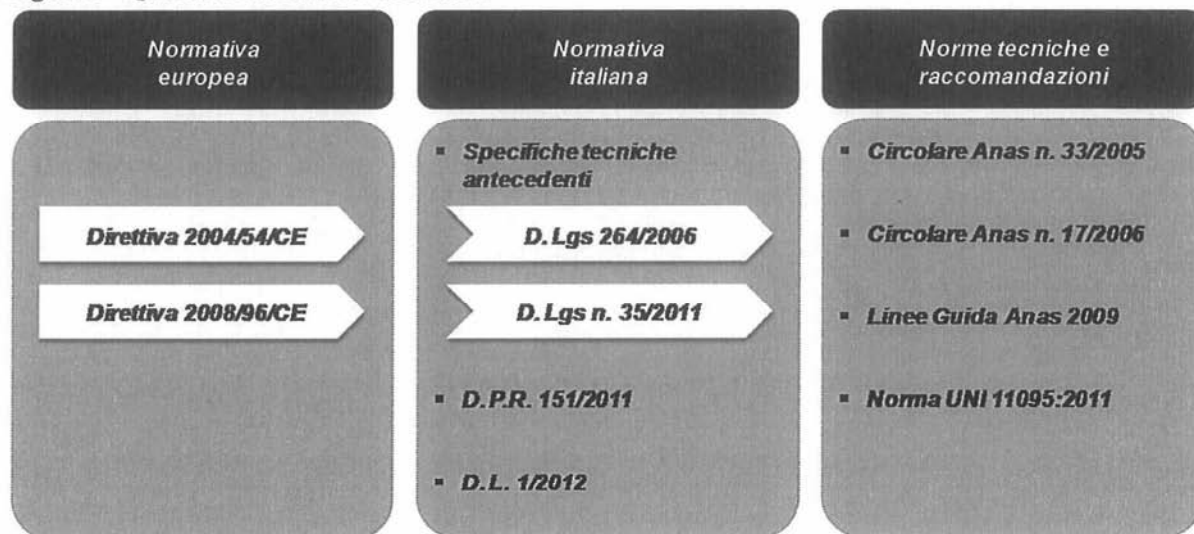 Normativa
europea
Direttiva 2004/54/CE
Direttiva 2008/96/CE
Normativa
italiana
▪ Specifiche tecniche
antecedenti
D. Lgs 264/2006
D. Lgs n. 35/2011
▪ D.P.R. 151/2011
▪ D.L. 1/2012
Norme tecniche e
raccomandazioni
▪ Circolare Anas n. 33/2005
▪ Circolare Anas n. 17/2006
▪ Linee Guida Anas 2009
▪ Norma UNI 11095:2011